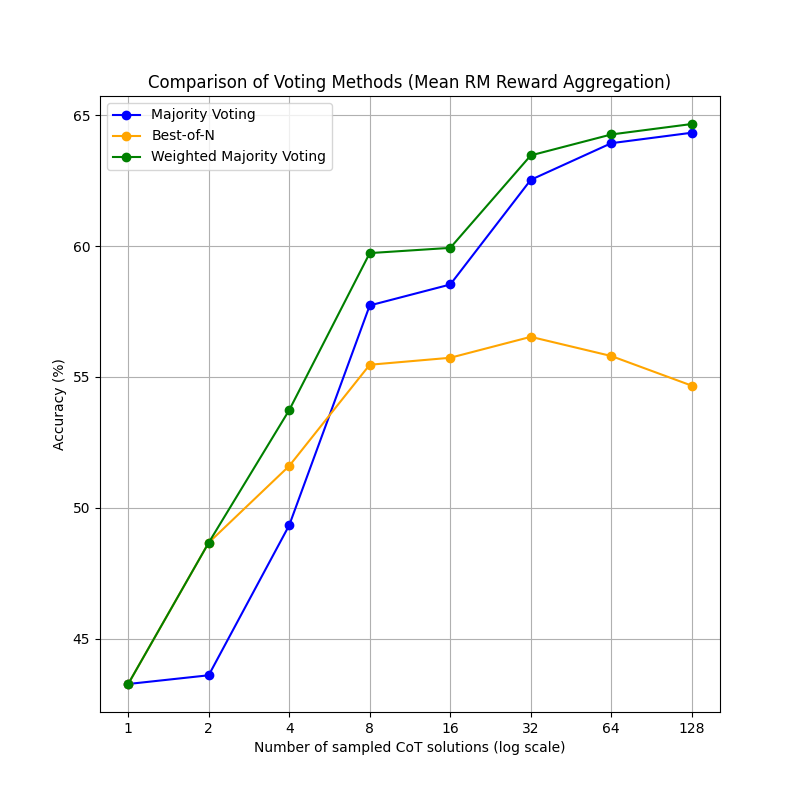 Comparison of Voting Methods (Mean RM Reward Aggregation)
Majority Voting
Best-of-N
Weighted Majority Voting
65
60
55
50
45
Accuracy (%)
1 2 4 8 16 32 64 128
Number of sampled CoT solutions (log scale)